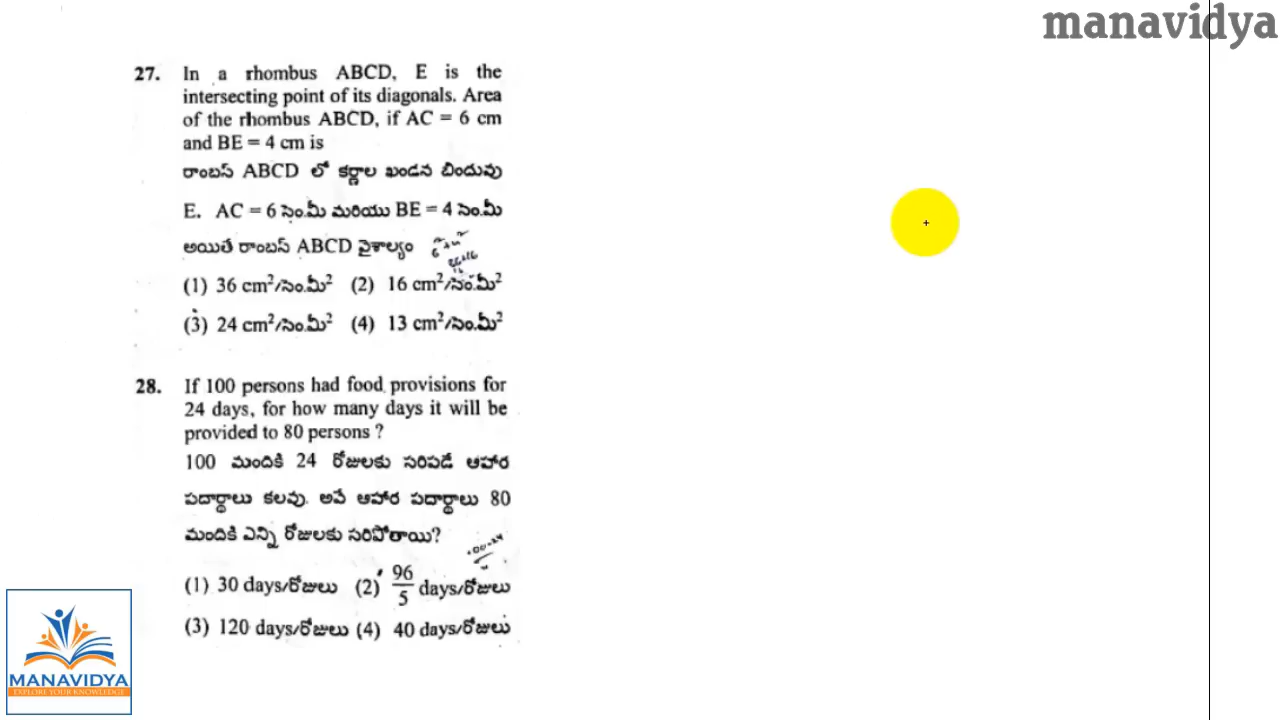 manavidya
27. In a rhombus ABCD, E is the
intersecting point of its diagonals. Area
of the rhombus ABCD, if AC = 6 cm
and BE = 4 cm is
రాంబస్ ABCD లో కర్ణాల ఖండన బిందువు
E. AC = 6 సెం.మీ మరియు BE = 4 సెం.మీ
అయితే రాంబస్ ABCD వైశాల్యం
(1) 36 cm²/సెం.మీ² (2) 16 cm²/సెం.మీ²
(3) 24 cm²/సెం.మీ² (4) 13 cm²/సెం.మీ²
28. If 100 persons had food provisions for
24 days, for how many days it will be
provided to 80 persons ?
100 మందికి 24 రోజులకు సరిపడే ఆహార
పదార్థాలు కలవు. అవే ఆహార పదార్థాలు 80
మందికి ఎన్ని రోజులకు సరిపోతాయి?
(1) 30 days/రోజులు (2) 96/5 days/రోజులు
(3) 120 days/రోజులు (4) 40 days/రోజులు
MANAVIDYA
EXPLORE YOUR KNOWLEDGE